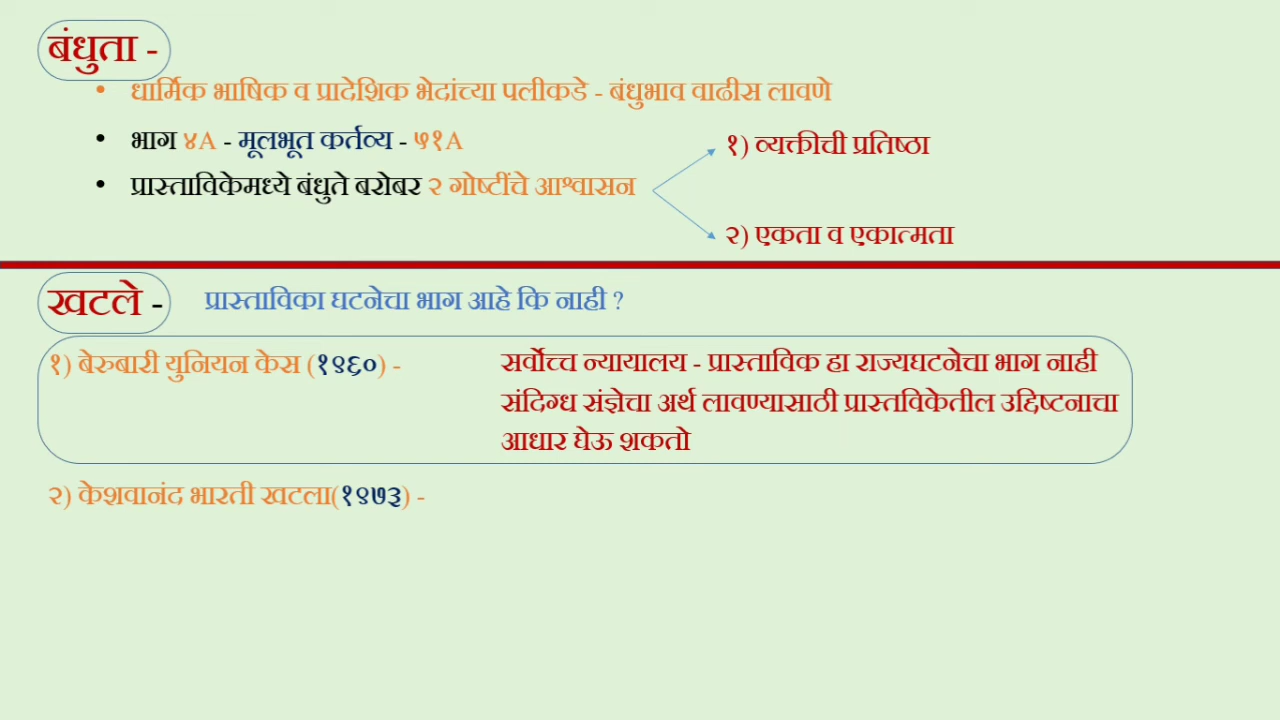 बंधुता -
• धार्मिक भाषिक व प्रादेशिक भेदांच्या पलीकडे - बंधुभाव वाढीस लावणे
• भाग ४A - मूलभूत कर्तव्य - ५१A
• प्रास्ताविकेमध्ये बंधुते बरोबर २ गोष्टींचे आश्वासन
१) व्यक्तीची प्रतिष्ठा
२) एकता व एकात्मता
खटले - प्रास्ताविका घटनेचा भाग आहे कि नाही ?
१) बेरुबारी युनियन केस (१९६०) - सर्वोच्च न्यायालय - प्रास्ताविक हा राज्यघटनेचा भाग नाही
संदिग्ध संज्ञेचा अर्थ लावण्यासाठी प्रास्तविकेतील उद्दिष्टनाचा
आधार घेऊ शकतो
२) केशवानंद भारती खटला(१९७३) -